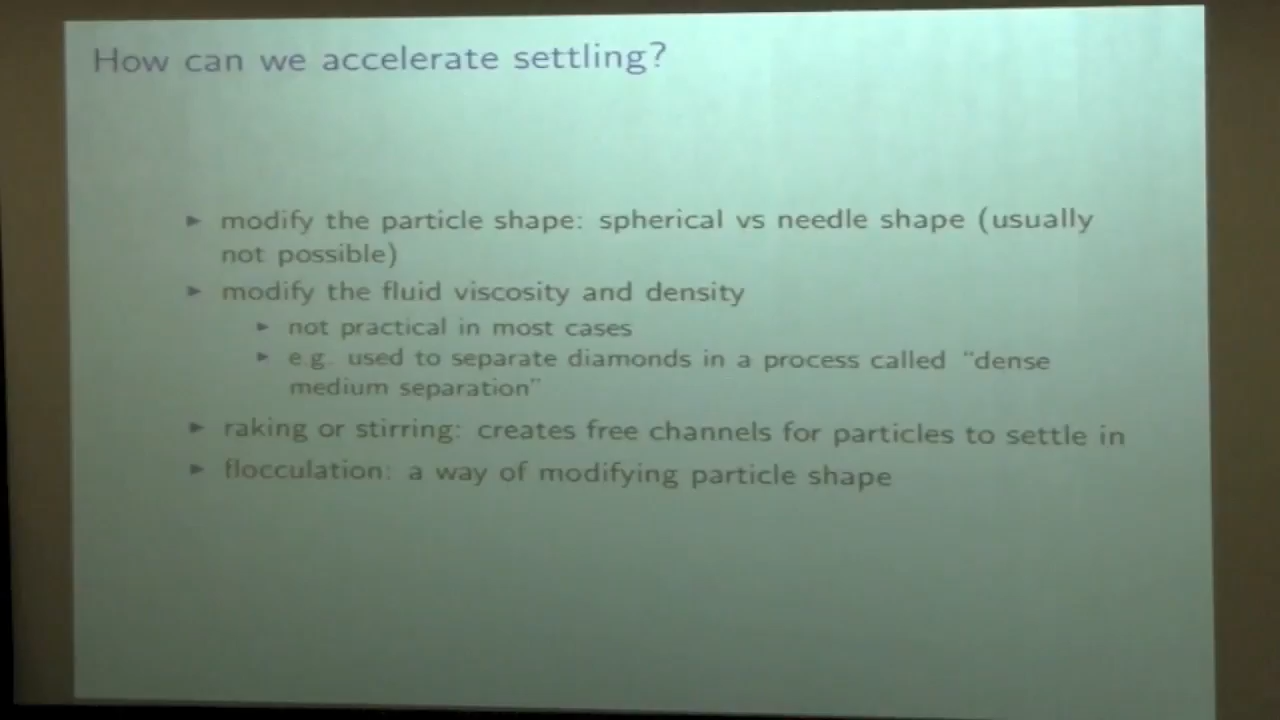 How can we accelerate settling?
▶ modify the particle shape: spherical vs needle shape (usually
not possible)
▶ modify the fluid viscosity and density
▶ not practical in most cases
▶ e.g. used to separate diamonds in a process called "dense
medium separation"
▶ raking or stirring: creates free channels for particles to settle in
▶ flocculation: a way of modifying particle shape